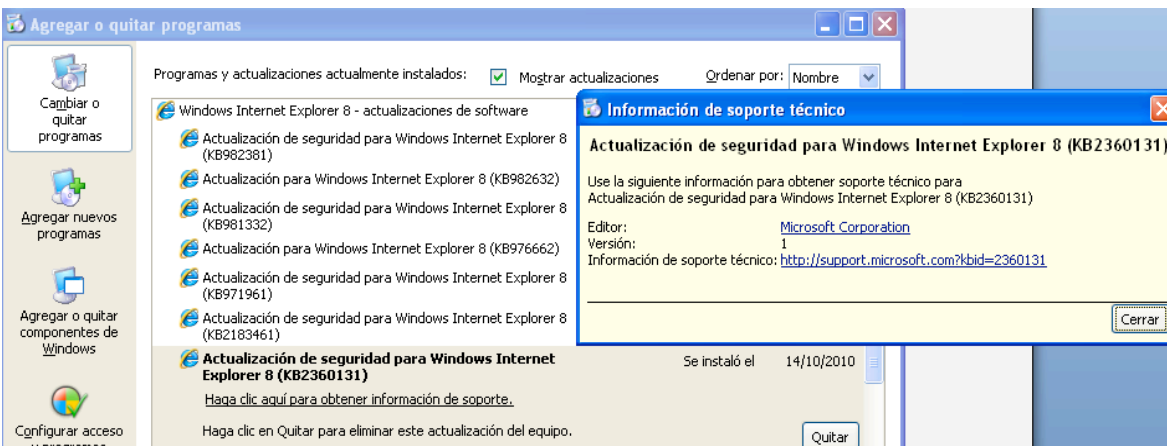 Agregar o quitar programas
Cambiar o
quitar
programas
Agregar nuevos
programas
Agregar o quitar
componentes de
Windows
Configurar acceso
Programas y actualizaciones actualmente instalados:
Mostrar actualizaciones
Ordenar por:
Nombre
Windows Internet Explorer 8 - actualizaciones de software
Actualización de seguridad para Windows Internet Explorer 8
(KB982381)
Actualización para Windows Internet Explorer 8 (KB982632)
Actualización de seguridad para Windows Internet Explorer 8
(KB981332)
Actualización para Windows Internet Explorer 8 (KB976662)
Actualización de seguridad para Windows Internet Explorer 8
(KB971961)
Actualización de seguridad para Windows Internet Explorer 8
(KB2183461)
Actualización de seguridad para Windows Internet
Explorer 8 (KB2360131)
Se instaló el 14/10/2010
Haga clic aquí para obtener información de soporte.
Haga clic en Quitar para eliminar este actualización del equipo.
Quitar
Información de soporte técnico
Actualización de seguridad para Windows Internet Explorer 8 (KB2360131)
Use la siguiente información para obtener soporte técnico para
Actualización de seguridad para Windows Internet Explorer 8 (KB2360131)
Editor: Microsoft Corporation
Versión: 1
Información de soporte técnico: http://support.microsoft.com?kbid=2360131
Cerrar